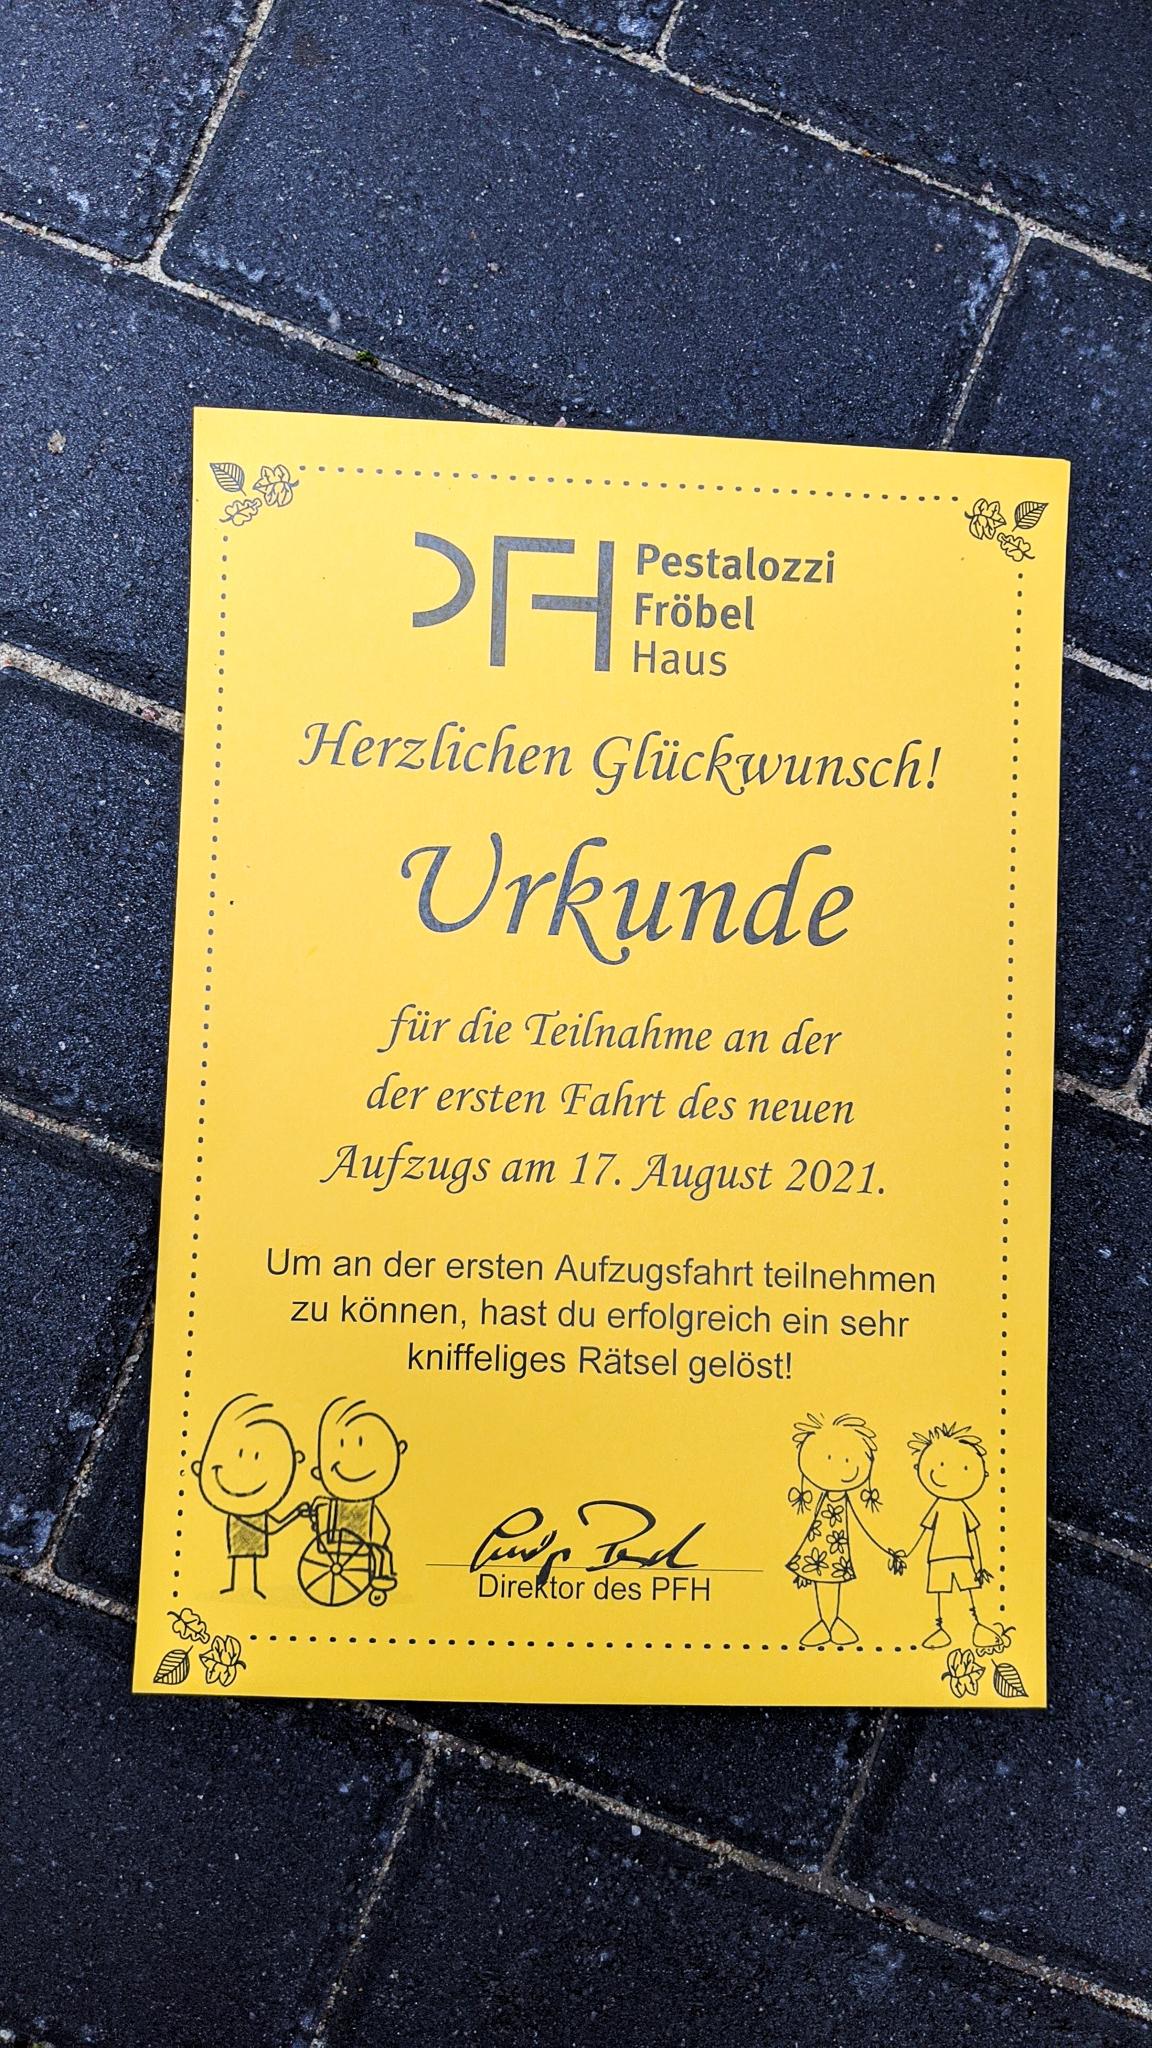 PFH
Pestalozzi
Fröbel
Haus
Herzlichen Glückwunsch!
Urkunde
für die Teilnahme an der
der ersten Fahrt des neuen
Aufzugs am 17. August 2021.
Um an der ersten Aufzugsfahrt teilnehmen
zu können, hast du erfolgreich ein sehr
kniffeliges Rätsel gelöst!
Direktor des PFH